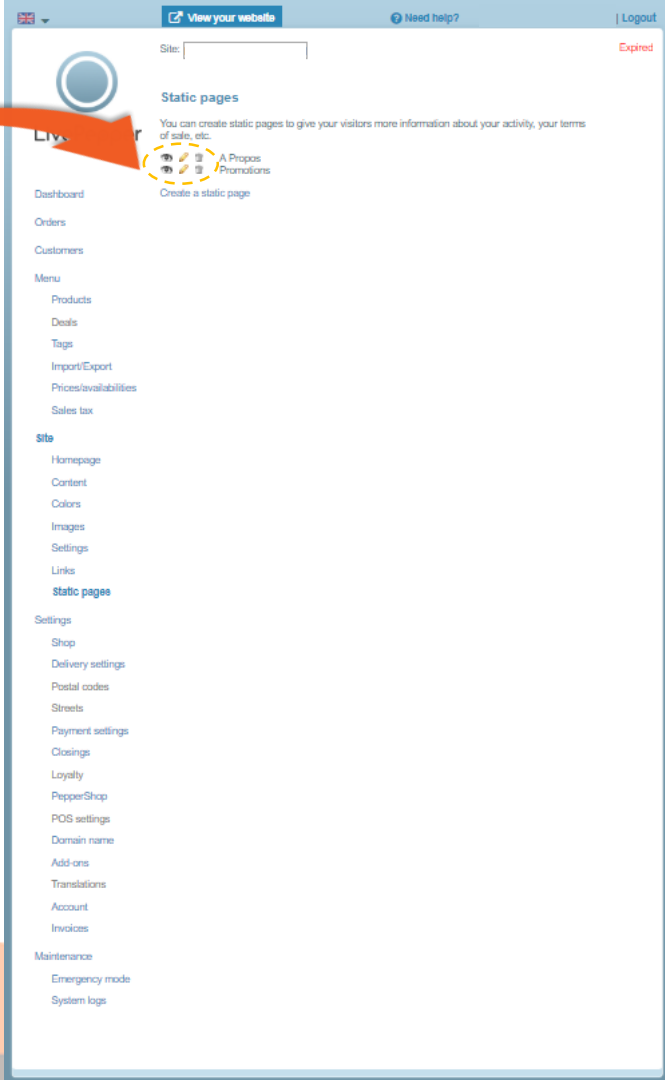 View your website
Need help?
| Logout
Site:
Expired
Static pages
You can create static pages to give your visitors more information about your activity, your terms
of sale, etc.
A Propos
Promotions
Create a static page
Dashboard
Orders
Customers
Menu
Products
Deals
Tags
Import/Export
Prices/availabilities
Sales tax
Site
Homepage
Content
Colors
Images
Settings
Links
Static pages
Settings
Shop
Delivery settings
Postal codes
Streets
Payment settings
Closings
Loyalty
PepperShop
POS settings
Domain name
Add-ons
Translations
Account
Invoices
Maintenance
Emergency mode
System logs